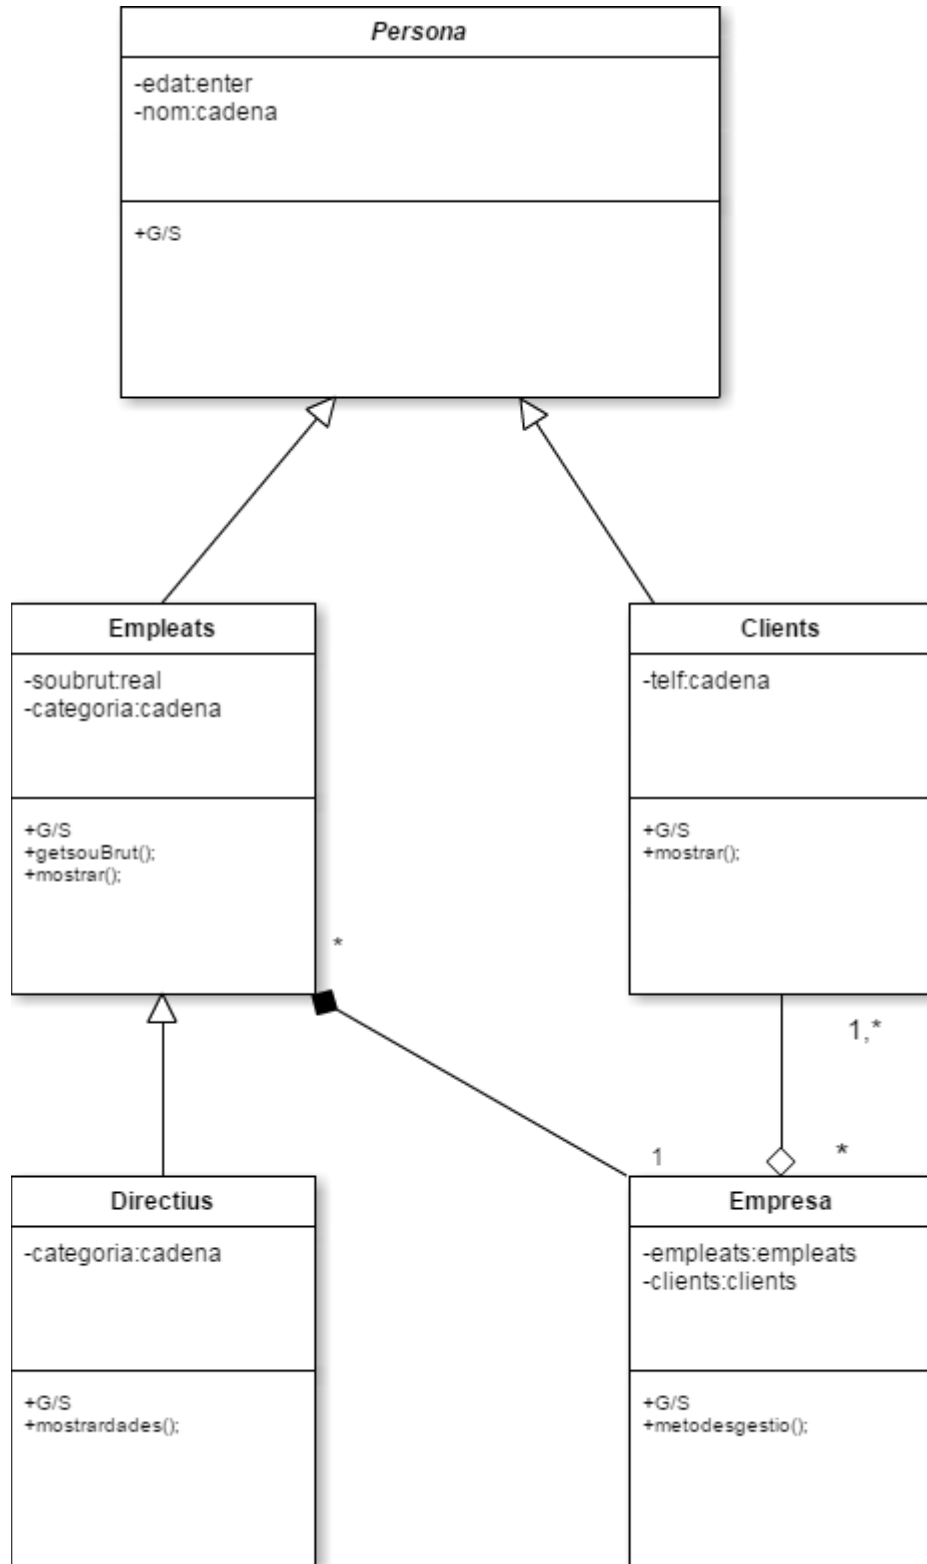 Persona
-edat:enter
-nom:cadena
+G/S
Empleats
-soubrut:real
-categoria:cadena
+G/S
+getsouBrut();
+mostrar();
*
Clients
-telf:cadena
+G/S
+mostrar();
1,*
*
1
Directius
-categoria:cadena
+G/S
+mostrardades();
Empresa
-empleats:empleats
-clients:clients
+G/S
+metodesgestio();